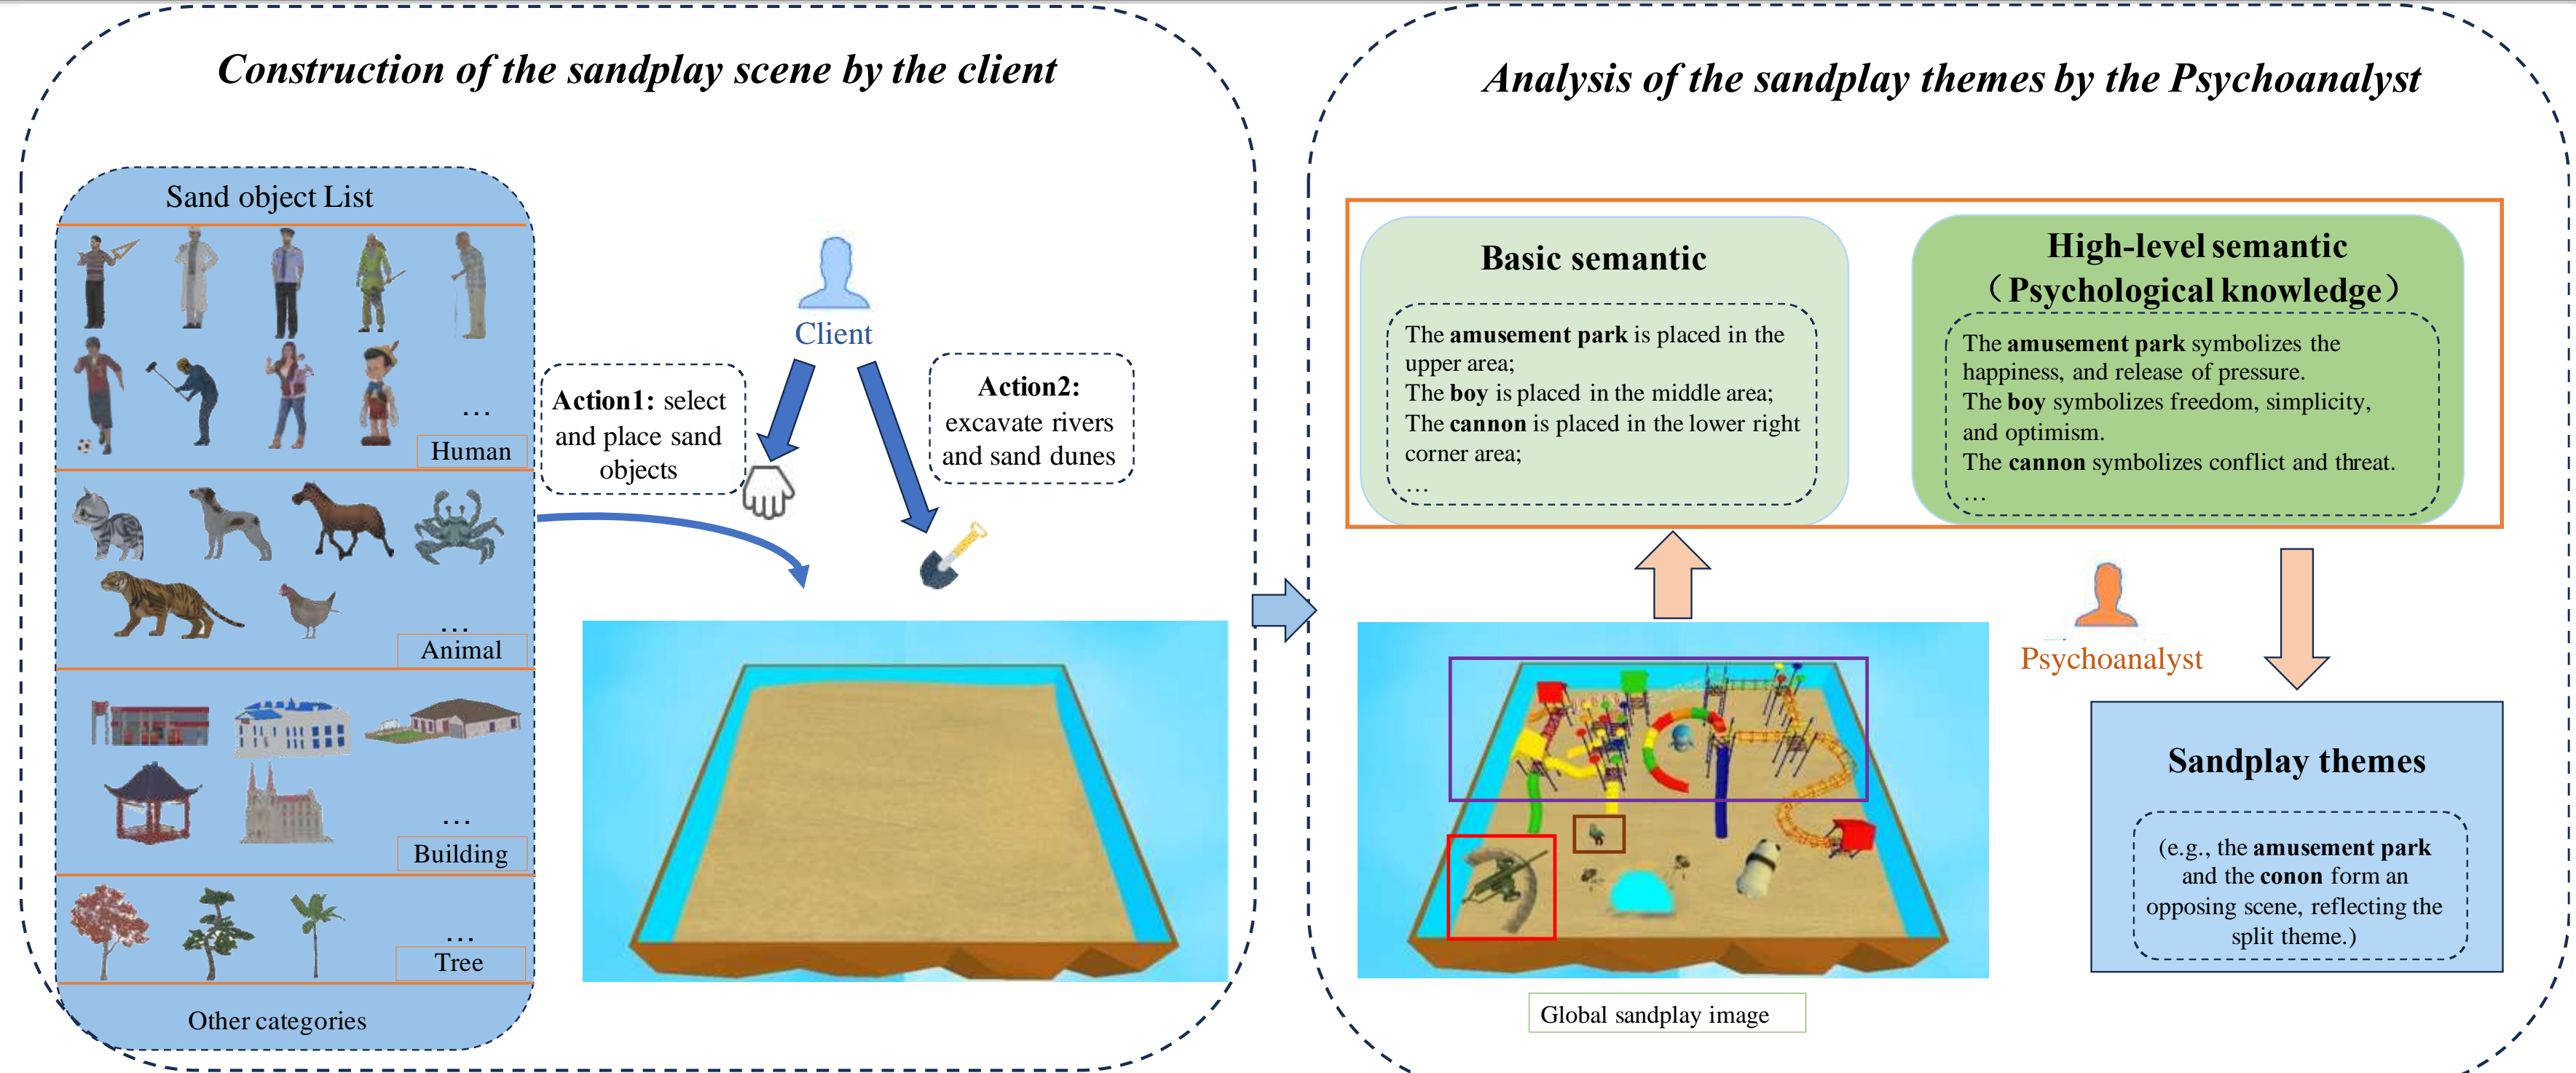 Construction of the sandplay scene by the client
Sand object List
...
Human
...
Animal
...
Building
...
Tree
Other categories
Client
Action1: select
and place sand
objects
Action2:
excavate rivers
and sand dunes
Analysis of the sandplay themes by the Psychoanalyst
Basic semantic
The amusement park is placed in the
upper area;
The boy is placed in the middle area;
The cannon is placed in the lower right
corner area;
...
High-level semantic
（Psychological knowledge）
The amusement park symbolizes the
happiness, and release of pressure.
The boy symbolizes freedom, simplicity,
and optimism.
The cannon symbolizes conflict and threat.
...
Psychoanalyst
Global sandplay image
Sandplay themes
(e.g., the amusement park
and the conon form an
opposing scene, reflecting the
split theme.)